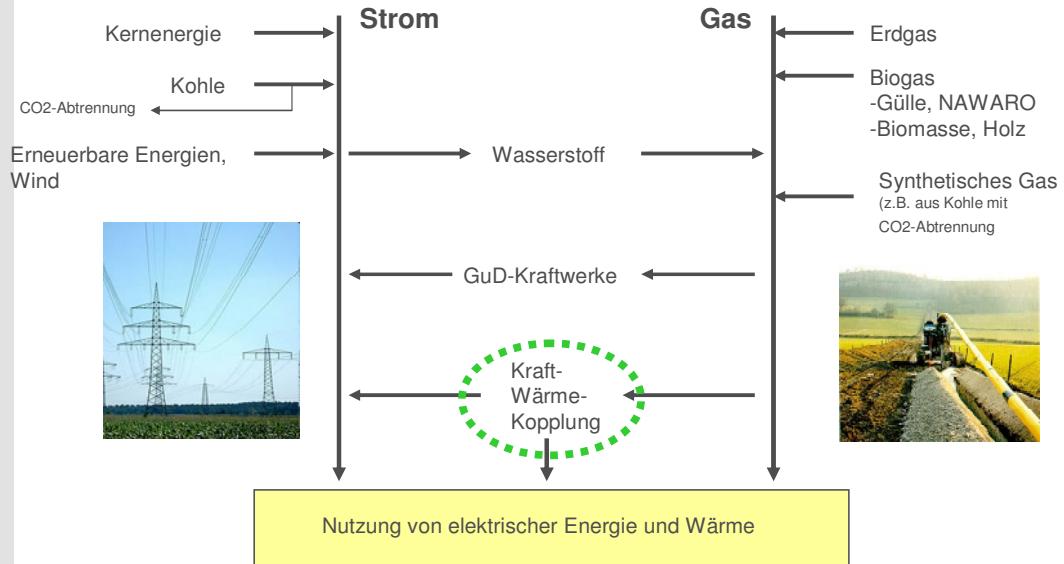 Strom
Gas
Kernenergie
Erdgas
Kohle
CO2-Abtrennung
Biogas
-Gülle, NAWARO
-Biomasse, Holz
Erneuerbare Energien,
Wind
Wasserstoff
Synthetisches Gas
(z.B. aus Kohle mit
CO2-Abtrennung
GuD-Kraftwerke
Kraft-
Wärme-
Kopplung
Nutzung von elektrischer Energie und Wärme